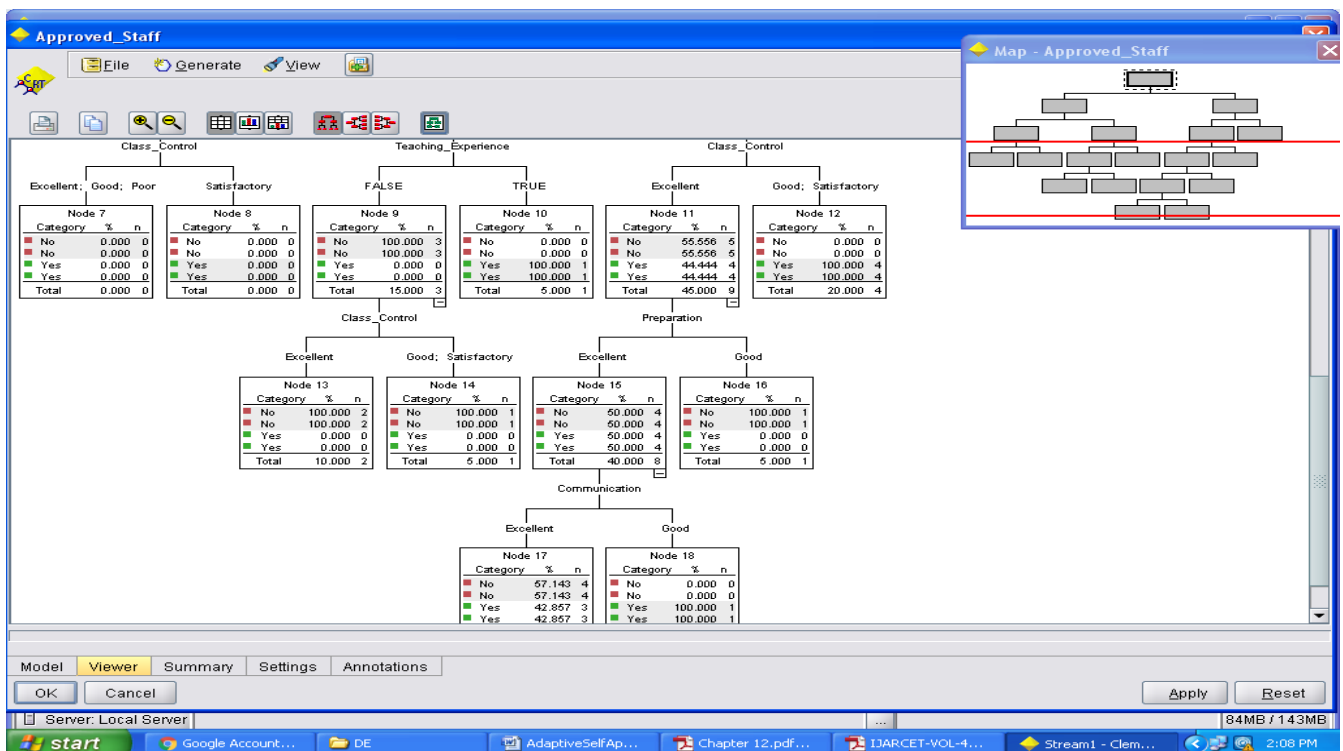 Approved_Staff
Map - Approved_Staff
CRT
File Generate View
Class_Control Teaching_Experience Class_Control
Excellent; Good; Poor Satisfactory FALSE TRUE Excellent Good; Satisfactory
Node 7 Node 8 Node 9 Node 10 Node 11 Node 12
Category % n Category % n Category % n Category % n Category % n Category % n
No 0.000 0 No 0.000 0 No 100.000 3 No 0.000 0 No 55.556 5 No 0.000 0
No 0.000 0 No 0.000 0 No 100.000 3 No 0.000 0 No 55.556 5 No 0.000 0
Yes 0.000 0 Yes 0.000 0 Yes 0.000 0 Yes 100.000 1 Yes 44.444 4 Yes 100.000 4
Yes 0.000 0 Yes 0.000 0 Yes 0.000 0 Yes 100.000 1 Yes 44.444 4 Yes 100.000 4
Total 0.000 0 Total 0.000 0 Total 15.000 3 Total 5.000 1 Total 45.000 9 Total 20.000 4
Class_Control Preparation
Excellent Good; Satisfactory Excellent Good
Node 13 Node 14 Node 15 Node 16
Category % n Category % n Category % n Category % n
No 100.000 2 No 100.000 1 No 50.000 4 No 100.000 1
No 100.000 2 No 100.000 1 No 50.000 4 No 100.000 1
Yes 0.000 0 Yes 0.000 0 Yes 50.000 4 Yes 0.000 0
Yes 0.000 0 Yes 0.000 0 Yes 50.000 4 Yes 0.000 0
Total 10.000 2 Total 5.000 1 Total 40.000 8 Total 5.000 1
Communication
Excellent Good
Node 17 Node 18
Category % n Category % n
No 57.143 4 No 0.000 0
No 57.143 4 No 0.000 0
Yes 42.857 3 Yes 100.000 1
Yes 42.857 3 Yes 100.000 1
Model Viewer Summary Settings Annotations
OK Cancel Apply Reset
Server: Local Server ... 84MB / 143MB
start Google Account... DE AdaptiveSelfAp... Chapter 12.pdf... IJARCET-VOL-4... Stream1 - Clem... 2:08 PM